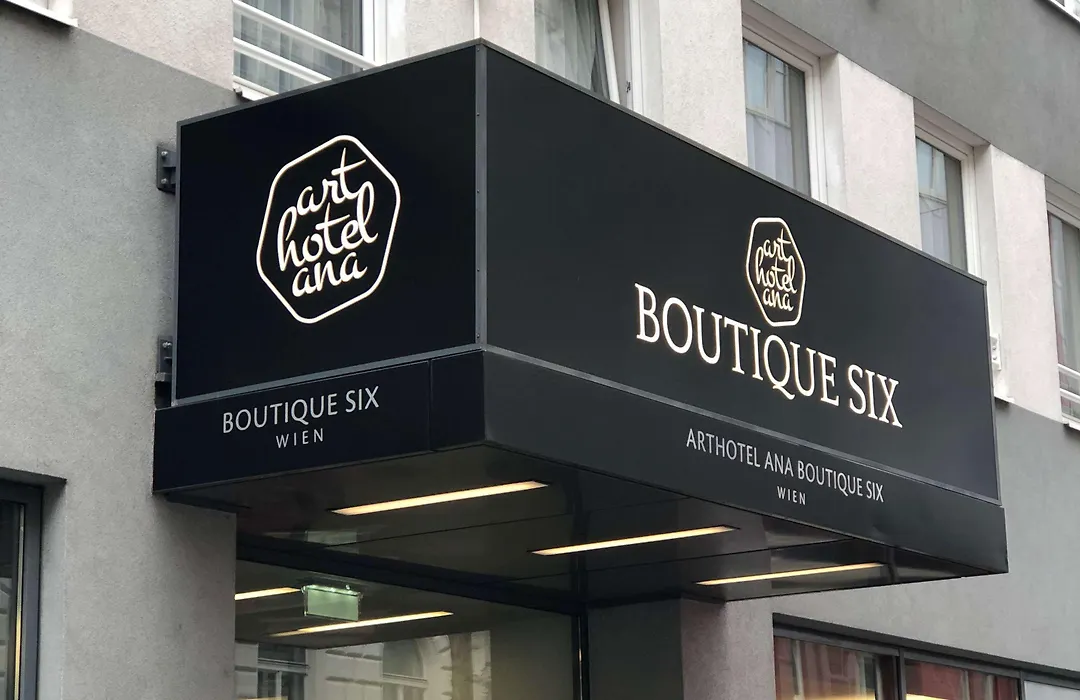 art
hotel
ana
BOUTIQUE SIX
WIEN
art
hotel
ana
BOUTIQUE SIX
ARTHOTEL ANA BOUTIQUE SIX
WIEN